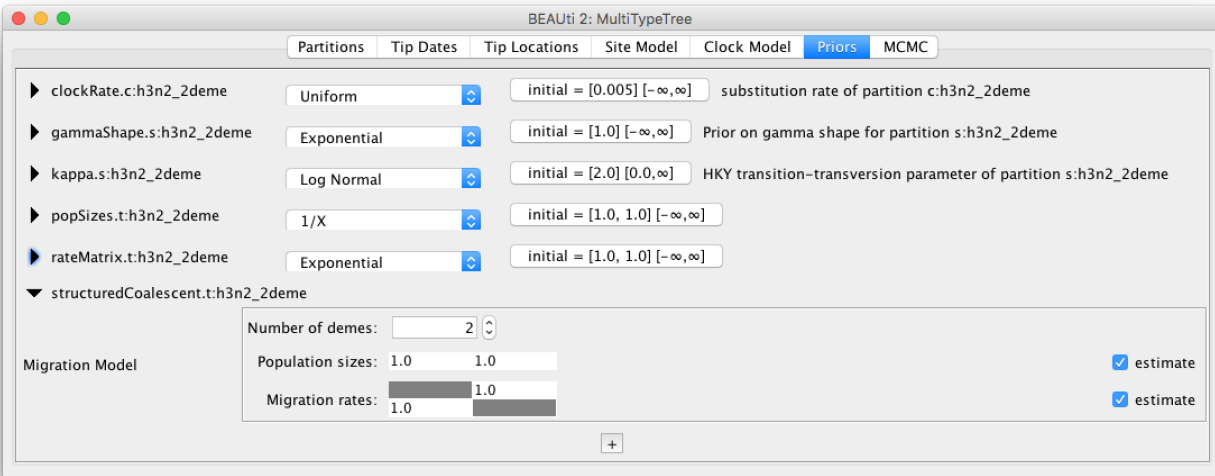 BEAUti 2: MultiTypeTree
Partitions Tip Dates Tip Locations Site Model Clock Model Priors MCMC
clockRate.c:h3n2_2deme Uniform initial = [0.005] [-∞,∞] substitution rate of partition c:h3n2_2deme
gammaShape.s:h3n2_2deme Exponential initial = [1.0] [-∞,∞] Prior on gamma shape for partition s:h3n2_2deme
kappa.s:h3n2_2deme Log Normal initial = [2.0] [0.0,∞] HKY transition-transversion parameter of partition s:h3n2_2deme
popSizes.t:h3n2_2deme 1/X initial = [1.0, 1.0] [-∞,∞]
rateMatrix.t:h3n2_2deme Exponential initial = [1.0, 1.0] [-∞,∞]
structuredCoalescent.t:h3n2_2deme
Number of demes: 2
Migration Model Population sizes: 1.0 1.0 estimate
1.0
Migration rates: 1.0 estimate
+